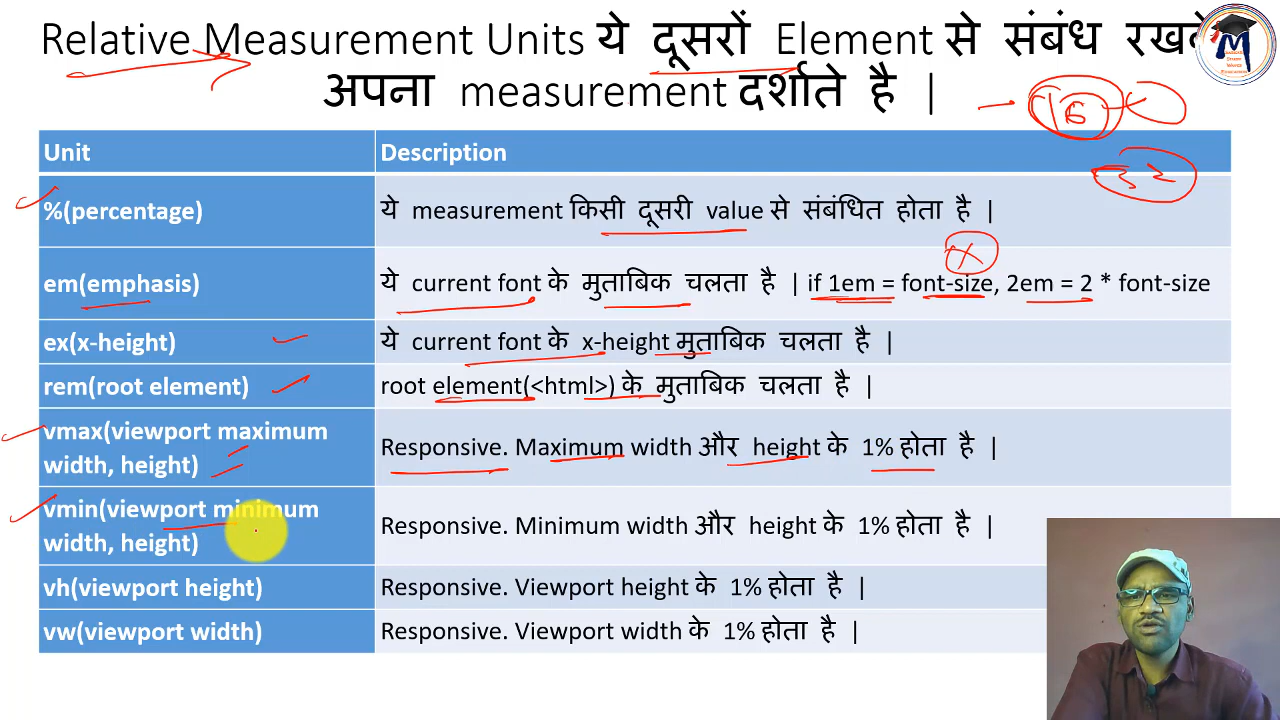 Relative Measurement Units ये दूसरों Element से संबंध रखते
अपना measurement दर्शाते है |
16
32
Unit
Description
%(percentage)
ये measurement किसी दूसरी value से संबंधित होता है |
X
em(emphasis)
ये current font के मुताबिक चलता है | if 1em = font-size, 2em = 2 * font-size
ex(x-height)
ये current font के x-height मुताबिक चलता है |
rem(root element)
root element(<html>) के मुताबिक चलता है |
vmax(viewport maximum
width, height)
Responsive. Maximum width और height के 1% होता है |
vmin(viewport minimum
width, height)
Responsive. Minimum width और height के 1% होता है |
vh(viewport height)
Responsive. Viewport height के 1% होता है |
vw(viewport width)
Responsive. Viewport width के 1% होता है |
M